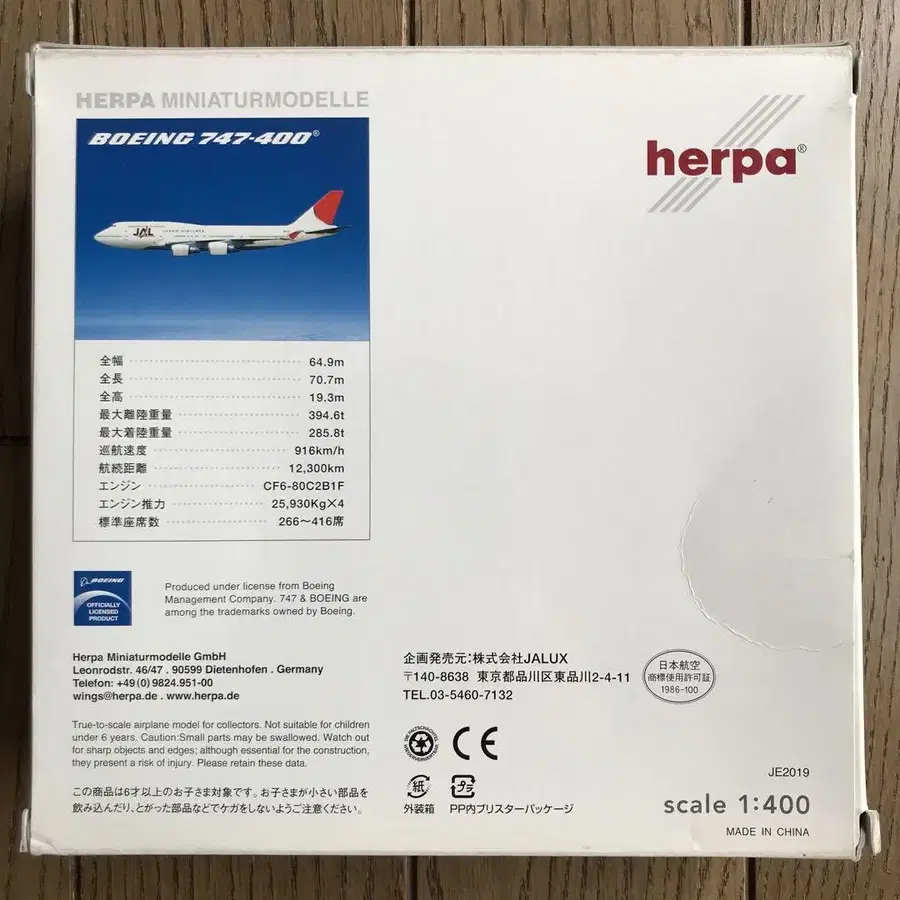 HERPA MINIATURMODELLE
BOEING 747-400®
JAL JAPAN AIRLINES
herpa®
全幅 64.9m
全長 70.7m
全高 19.3m
最大離陸重量 394.6t
最大着陸重量 285.8t
巡航速度 916km/h
航続距離 12,300km
エンジン CF6-80C2B1F
エンジン推力 25,930Kg×4
標準座席数 266〜416席
BOEING
OFFICIALLY
LICENSED
PRODUCT
Produced under license from Boeing
Management Company. 747 & BOEING are
among the trademarks owned by Boeing.
Herpa Miniaturmodelle GmbH
Leonrodstr. 46/47 . 90599 Dietenhofen . Germany
Telefon: +49(0)9824.951-00
wings@herpa.de . www.herpa.de
True-to-scale airplane model for collectors. Not suitable for children
under 6 years. Caution:Small parts may be swallowed. Watch out
for sharp objects and edges; although essential for the construction,
they present a risk of injury. Please retain these data.
この商品は6才以上のお子さま対象です。お子さまが小さい部品を
飲み込んだり、とがった部品などでケガをしないようご注意ください。
企画発売元:株式会社JALUX
〒140-8638 東京都品川区東品川2-4-11
TEL.03-5460-7132
日本航空
商標使用許可証
1986-100
CE
紙
プラ
外装箱 PP内ブリスターパッケージ
JE2019
scale 1:400
MADE IN CHINA